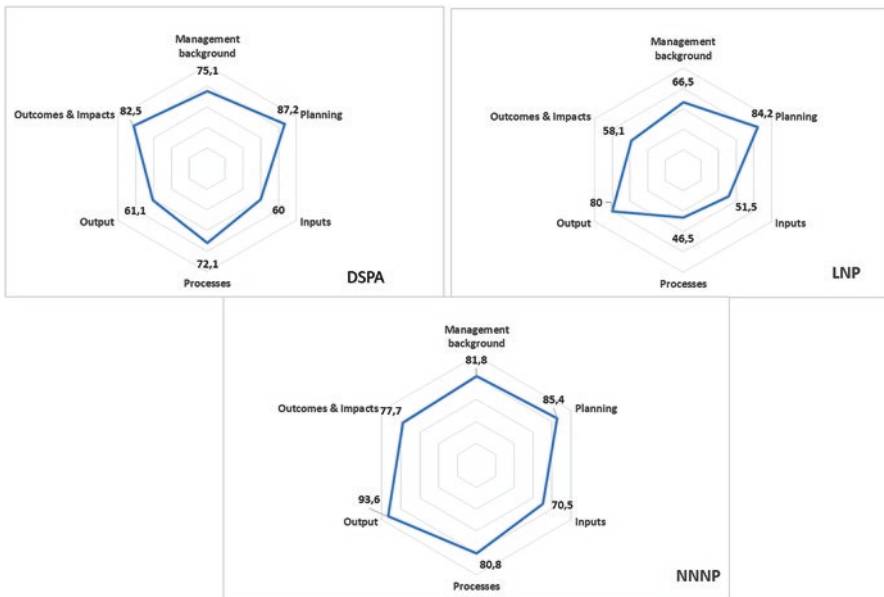 Management
background
75,1
Outcomes & Impacts
82,5
87,2
Planning
61,1
Output
60
Inputs
72,1
Processes
DSPA
Management
background
66,5
Outcomes & Impacts
58,1
84,2
Planning
80
Output
51,5
Inputs
46,5
Processes
LNP
Management
background
81,8
Outcomes & Impacts
77,7
85,4
Planning
93,6
Output
70,5
Inputs
80,8
Processes
NNNP